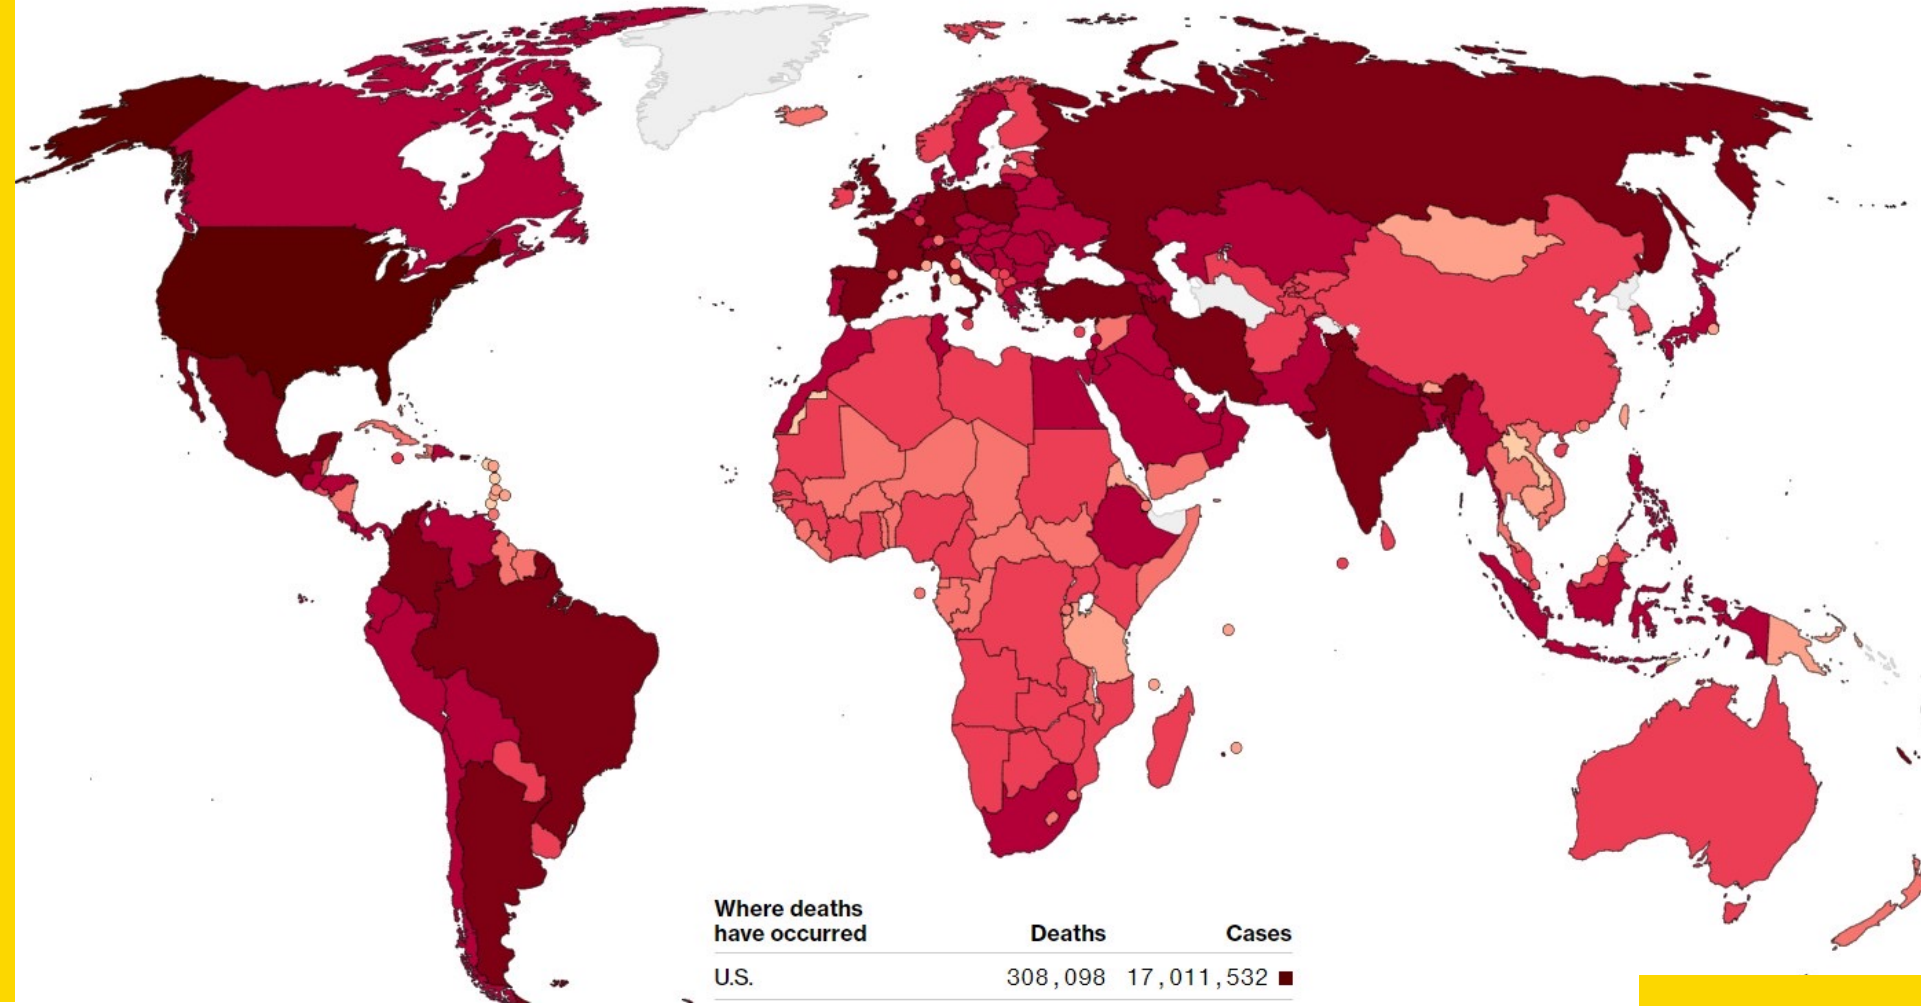 Where deaths
have occurred Deaths Cases
U.S. 308,098 17,011,532